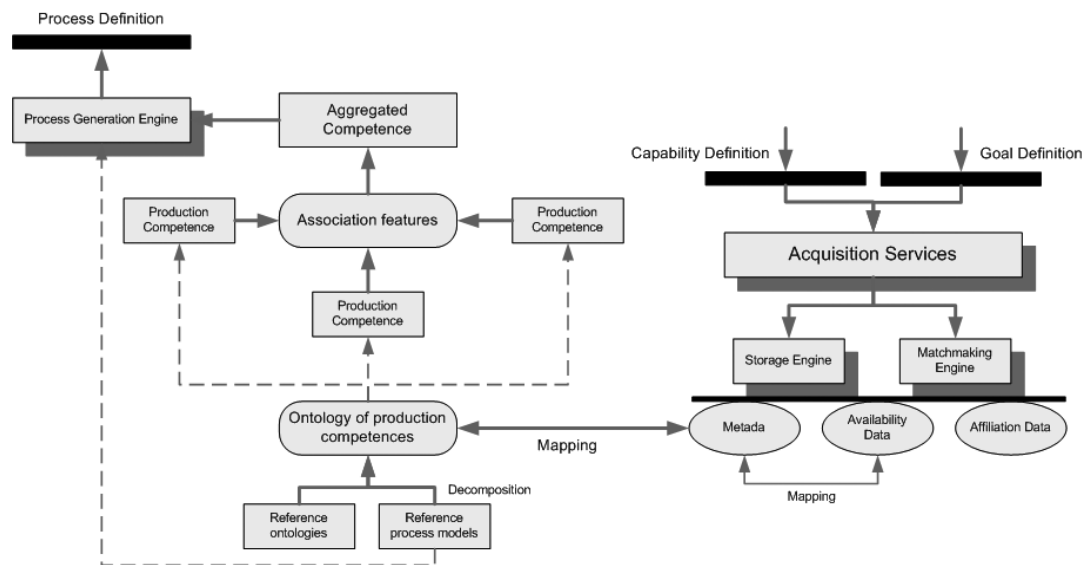 Process Definition
Process Generation Engine
Aggregated
Competence
Capability Definition
Goal Definition
Production
Competence
Association features
Production
Competence
Acquisition Services
Production
Competence
Storage Engine
Matchmaking
Engine
Ontology of production
competences
Mapping
Metada
Availability
Data
Affiliation Data
Decomposition
Mapping
Reference
ontologies
Reference
process models